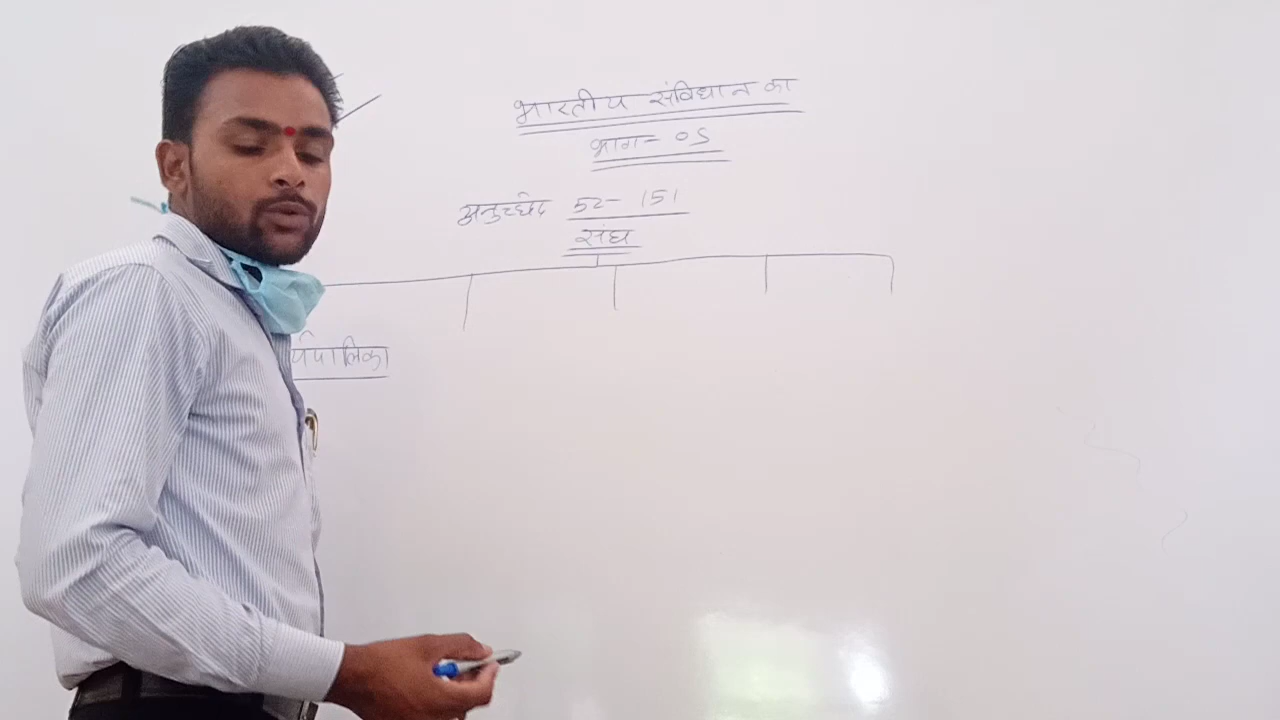 भारतीय संविधान का
भाग- 05
अनुच्छेद 52- 151
संघ
र्यपालिका